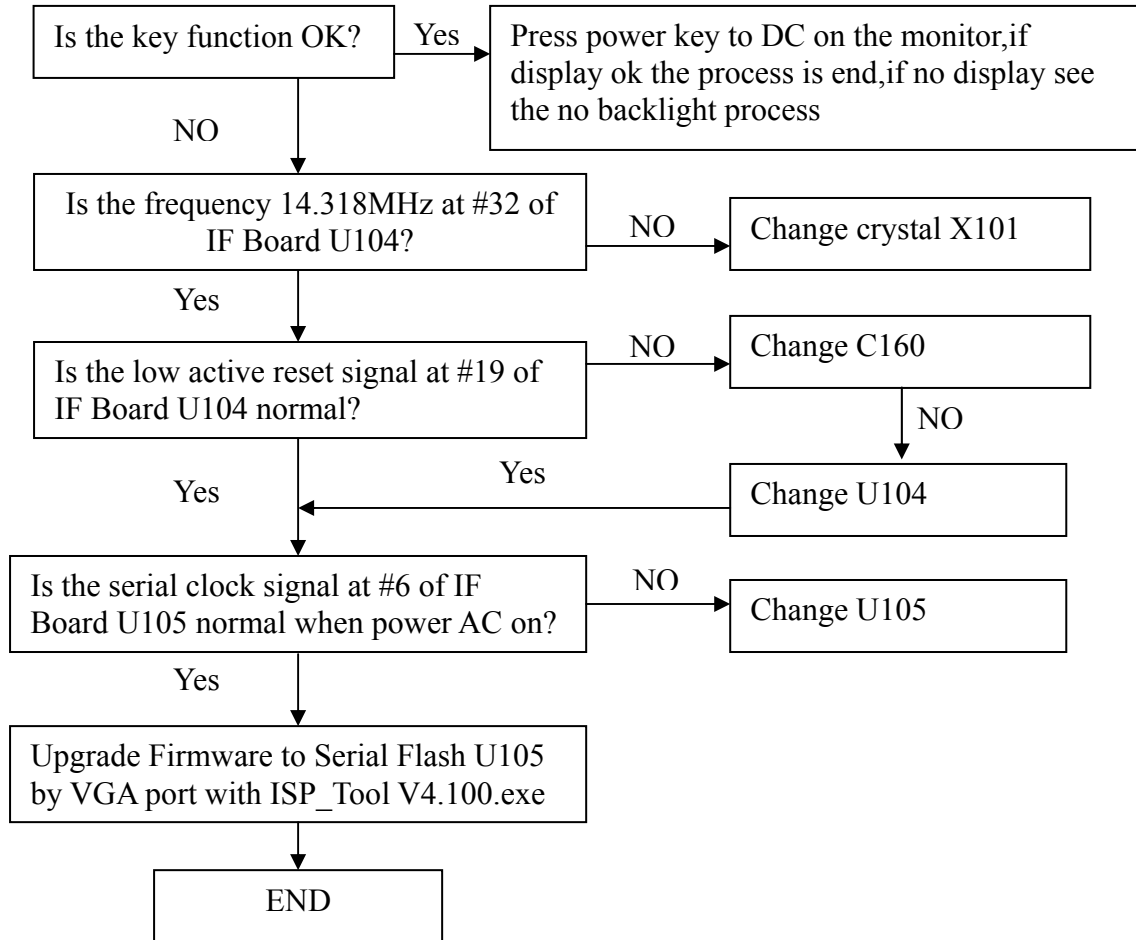 Is the key function OK?
Yes
Press power key to DC on the monitor,if
display ok the process is end,if no display see
the no backlight process
NO
Is the frequency 14.318MHz at #32 of
IF Board U104?
NO
Change crystal X101
Yes
Is the low active reset signal at #19 of
IF Board U104 normal?
NO
Change C160
NO
Yes
Yes
Change U104
Is the serial clock signal at #6 of IF
Board U105 normal when power AC on?
NO
Change U105
Yes
Upgrade Firmware to Serial Flash U105
by VGA port with ISP_Tool V4.100.exe
END